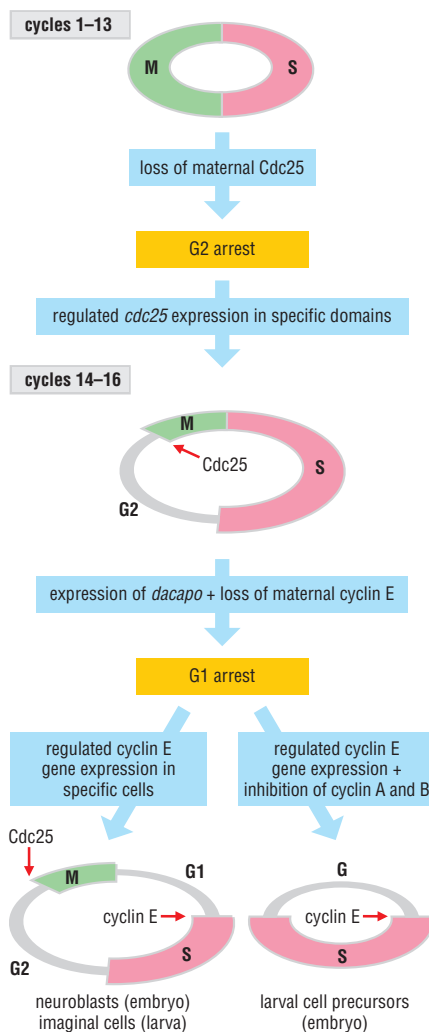 cycles 1–13
M
S
loss of maternal Cdc25
G2 arrest
regulated cdc25 expression in specific domains
cycles 14–16
M
Cdc25
S
G2
expression of dacapo + loss of maternal cyclin E
G1 arrest
regulated cyclin E
gene expression in
specific cells
regulated cyclin E
gene expression +
inhibition of cyclin A and B
Cdc25
M
G1
cyclin E
S
G2
G
cyclin E
S
neuroblasts (embryo)
imaginal cells (larva)
larval cell precursors
(embryo)